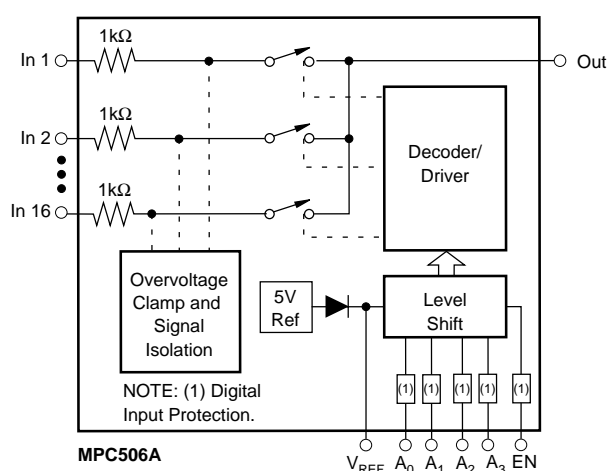 1kΩ
In 1
Out
1kΩ
In 2
Decoder/
Driver
1kΩ
In 16
Overvoltage
Clamp and
Signal
Isolation
5V
Ref
Level
Shift
(1) (1) (1) (1) (1)
NOTE: (1) Digital
Input Protection.
MPC506A
VREF A0 A1 A2 A3 EN